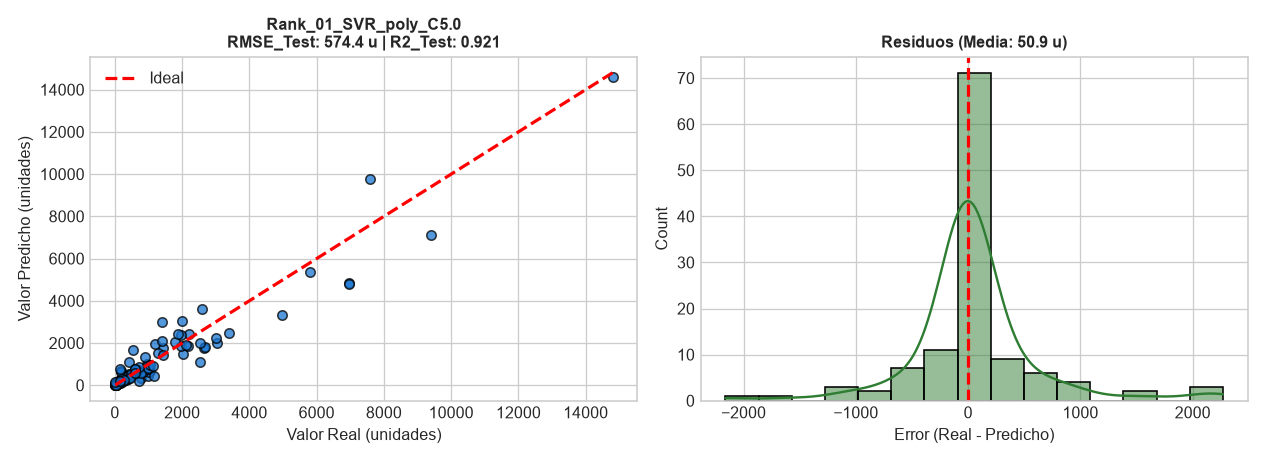 Rank_01_SVR_poly_C5.0
RMSE_Test: 574.4 u | R2_Test: 0.921
Ideal
14000
12000
10000
8000
6000
4000
2000
0
Valor Predicho (unidades)
0 2000 4000 6000 8000 10000 12000 14000
Valor Real (unidades)
Residuos (Media: 50.9 u)
70
60
50
40
30
20
10
0
Count
−2000 −1000 0 1000 2000
Error (Real - Predicho)